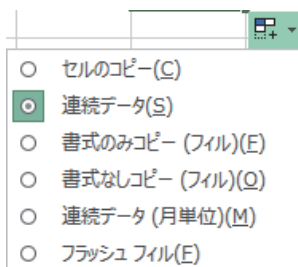 セルのコピー(C)
連続データ(S)
書式のみコピー (フィル)(F)
書式なしコピー (フィル)(O)
連続データ (月単位)(M)
フラッシュ フィル(F)